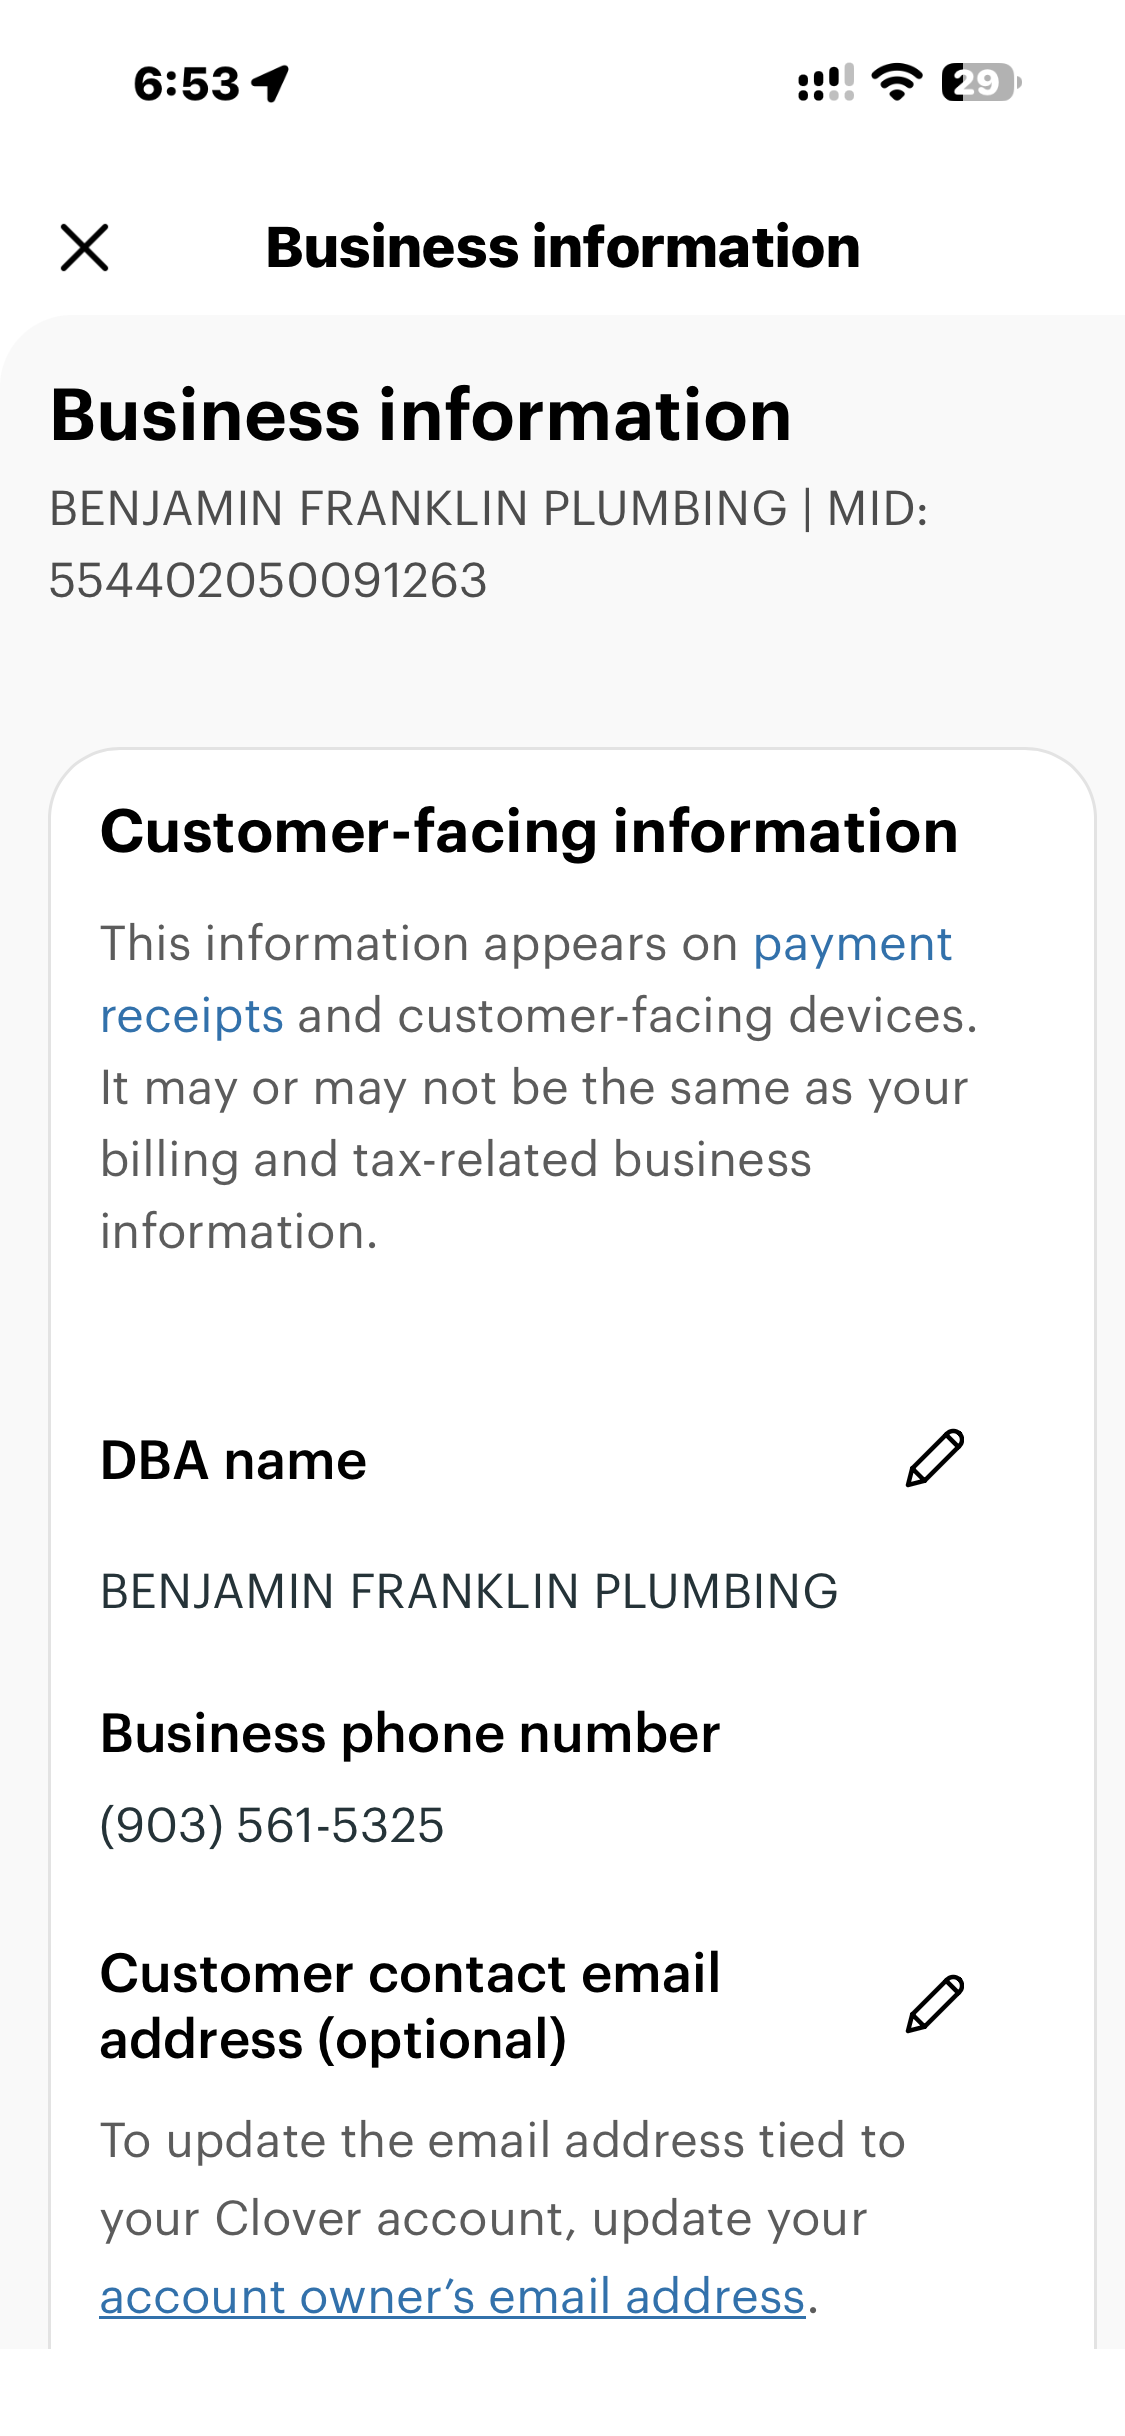 6:53
29
Business information
Business information
BENJAMIN FRANKLIN PLUMBING | MID:
554402050091263
Customer-facing information
This information appears on payment
receipts and customer-facing devices.
It may or may not be the same as your
billing and tax-related business
information.
DBA name
BENJAMIN FRANKLIN PLUMBING
Business phone number
(903) 561-5325
Customer contact email
address (optional)
To update the email address tied to
your Clover account, update your
account owner’s email address.